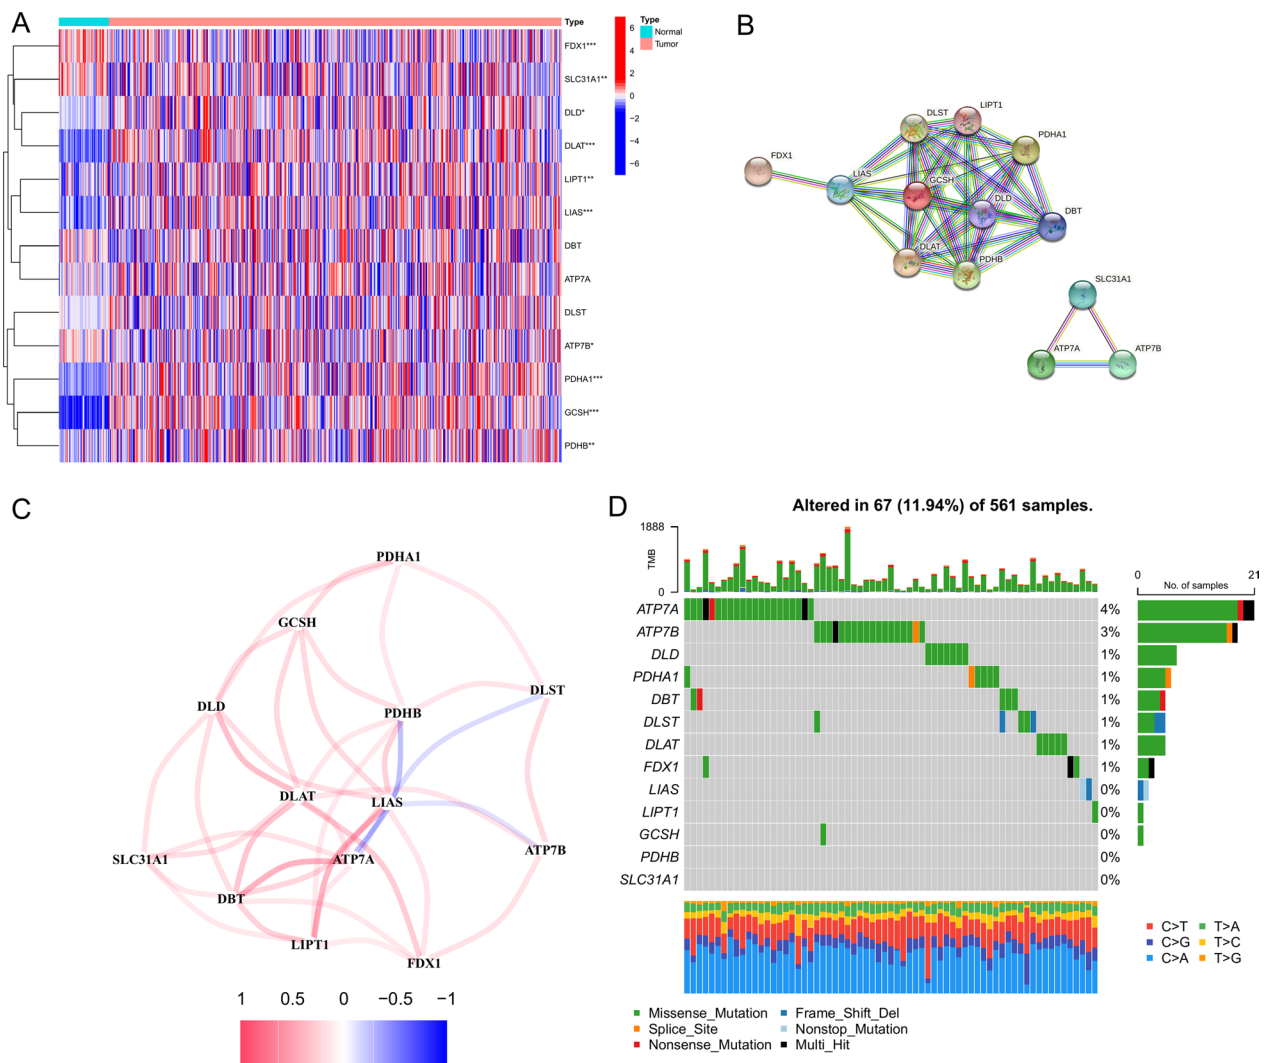 A
Type
FDX1***
SLC31A1**
DLD*
DLAT***
LIPT1**
LIAS***
DBT
ATP7A
DLST
ATP7B*
PDHA1***
GCSH***
PDHB**
6
4
2
0
−2
−4
−6
Type
Normal
Tumor
B
DLST
LIPT1
PDHA1
FDX1
LIAS
GCSH
DLD
DBT
DLAT
PDHB
SLC31A1
ATP7A
ATP7B
C
PDHA1
GCSH
DLST
DLD
PDHB
DLAT
LIAS
SLC31A1
ATP7A
ATP7B
DBT
LIPT1
FDX1
1 0.5 0 −0.5 −1
D
Altered in 67 (11.94%) of 561 samples.
1888
TMB
0
0 21
No. of samples
ATP7A 4%
ATP7B 3%
DLD 1%
PDHA1 1%
DBT 1%
DLST 1%
DLAT 1%
FDX1 1%
LIAS 0%
LIPT1 0%
GCSH 0%
PDHB 0%
SLC31A1 0%
C>T T>A
C>G T>C
C>A T>G
Missense_Mutation Frame_Shift_Del
Splice_Site Nonstop_Mutation
Nonsense_Mutation Multi_Hit